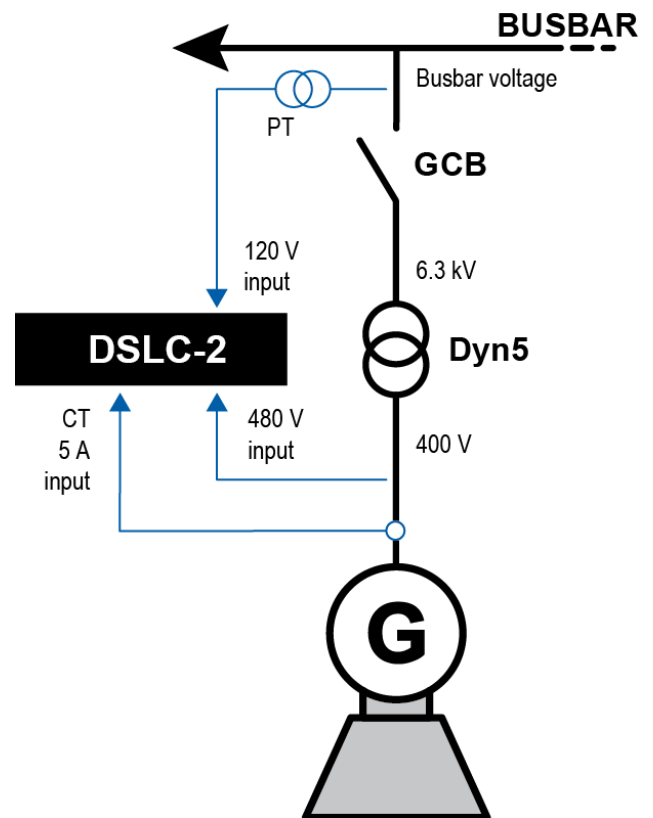 BUSBAR
Busbar voltage
PT
GCB
120 V
input
6.3 kV
DSLC-2
Dyn5
CT
5 A
input
480 V
input
400 V
G